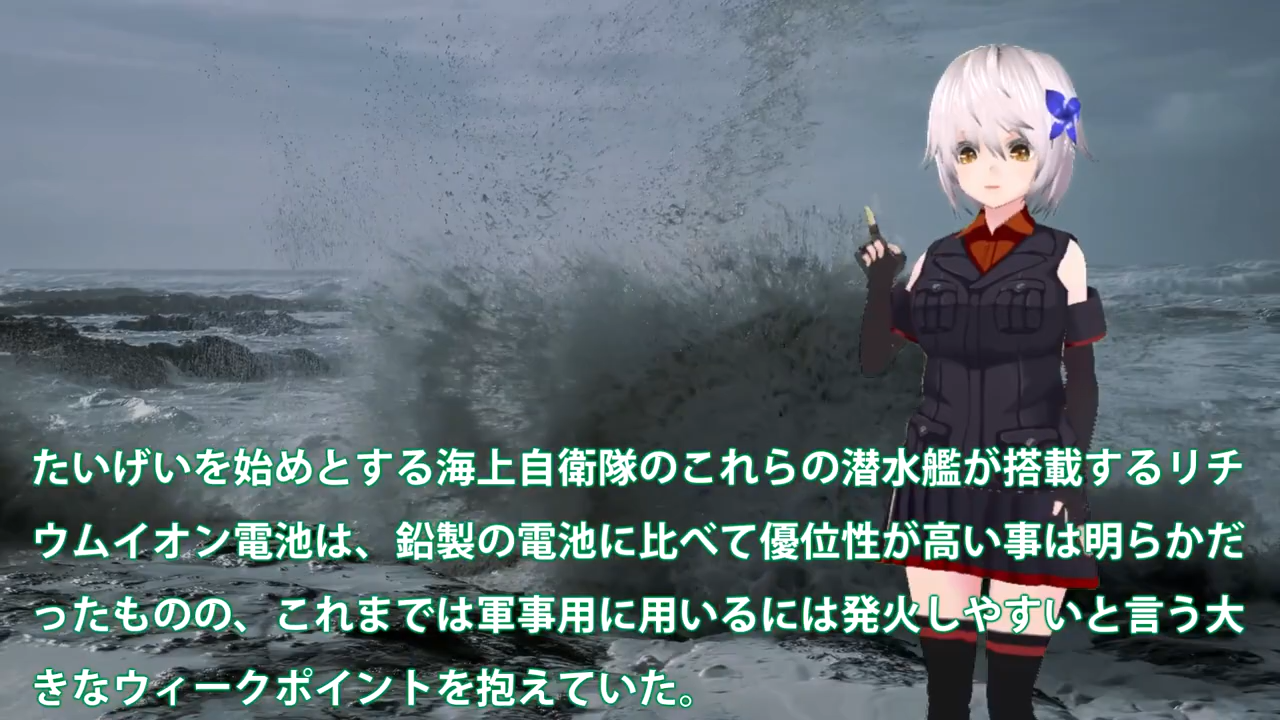 たいげいを始めとする海上自衛隊のこれらの潜水艦が搭載するリチ
ウムイオン電池は、鉛製の電池に比べて優位性が高い事は明らかだ
ったものの、これまでは軍事用に用いるには発火しやすいと言う大
きなウィークポイントを抱えていた。